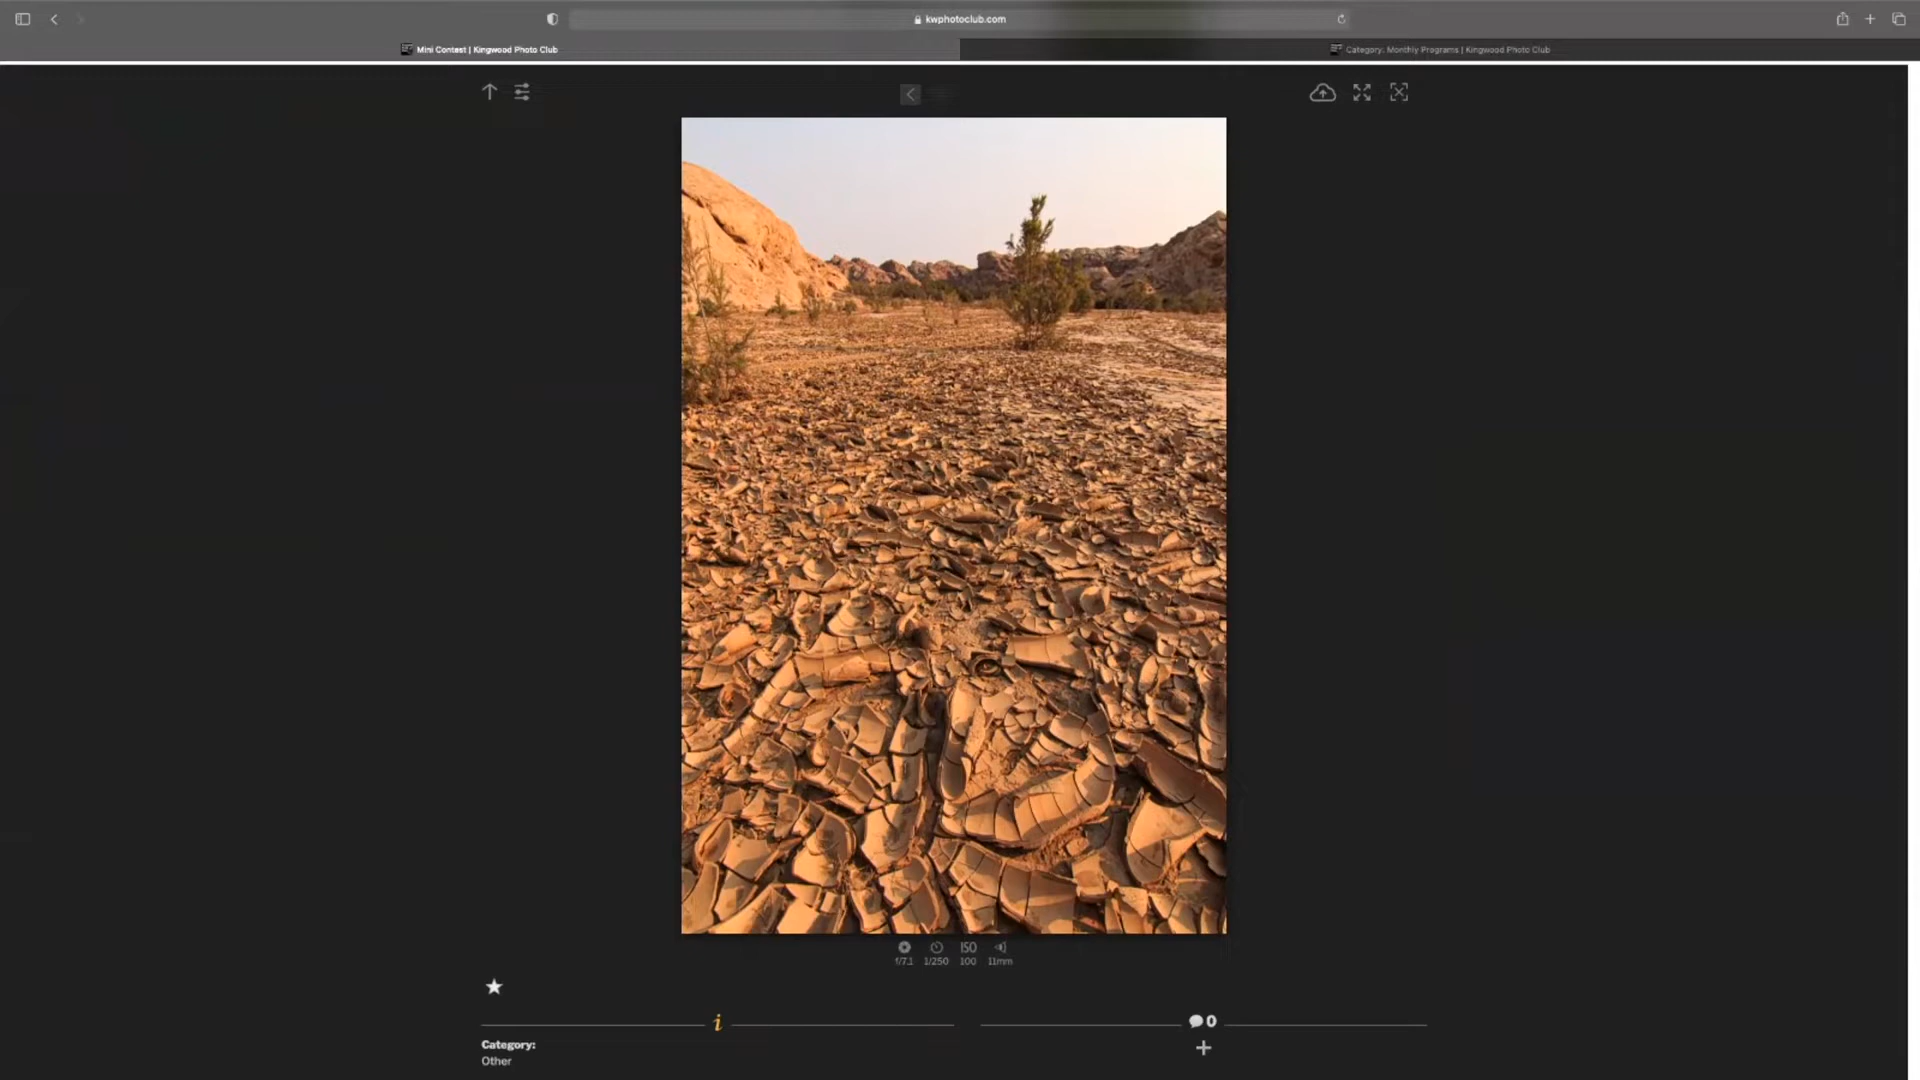 kwphotoclub.com
Mini Contest | Kingwood Photo Club
Category: Monthly Programs | Kingwood Photo Club
ISO
f/7.1 1/250 100 11mm
i
0
Category:
Other